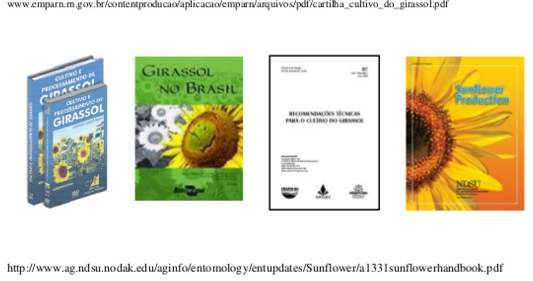 www.emparn.rn.gov.br/contentproducao/aplicacao/emparn/arquivos/pdf/cartilha_cultivo_do_girassol.pdf
CULTIVO E
PROCESSAMENTO DE
GIRASSOL
CULTIVO E
PROCESSAMENTO DE
GIRASSOL
DVD
GIRASSOL
NO BRASIL
Embrapa
RECOMENDAÇÕES TÉCNICAS
PARA O CULTIVO DO GIRASSOL
Sunflower
Production
NDSU
http://www.ag.ndsu.nodak.edu/aginfo/entomology/entupdates/Sunflower/a1331sunflowerhandbook.pdf